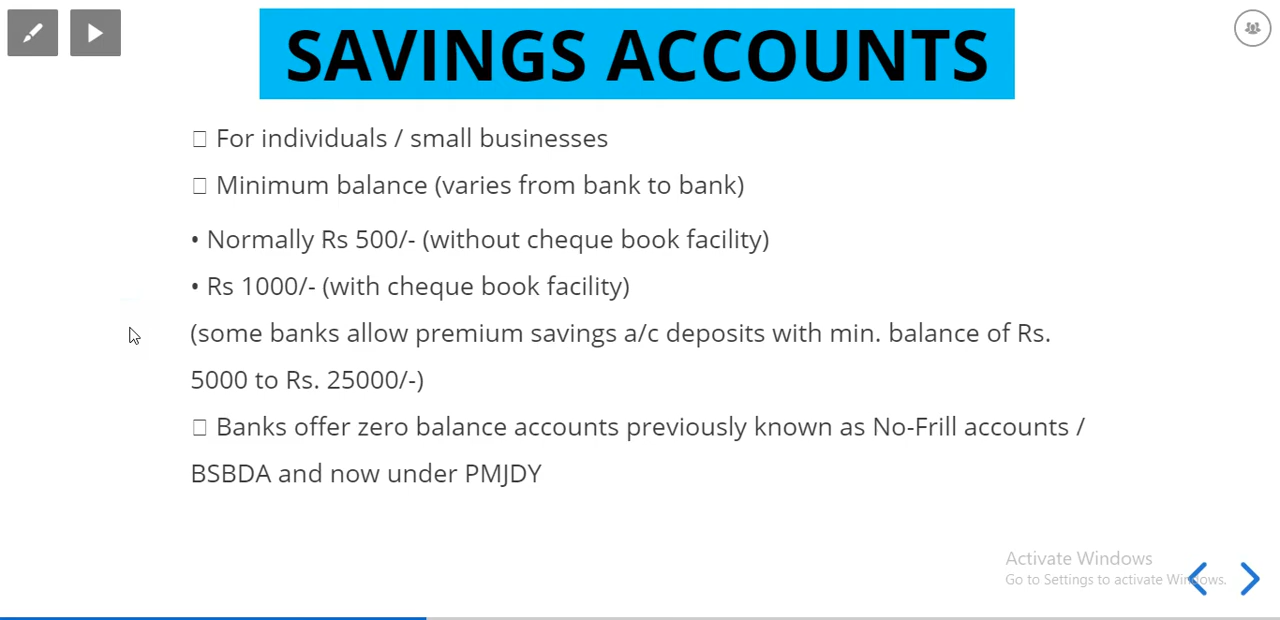 SAVINGS ACCOUNTS
□ For individuals / small businesses
□ Minimum balance (varies from bank to bank)
• Normally Rs 500/- (without cheque book facility)
• Rs 1000/- (with cheque book facility)
(some banks allow premium savings a/c deposits with min. balance of Rs.
5000 to Rs. 25000/-)
□ Banks offer zero balance accounts previously known as No-Frill accounts /
BSBDA and now under PMJDY
Activate Windows
Go to Settings to activate Windows.